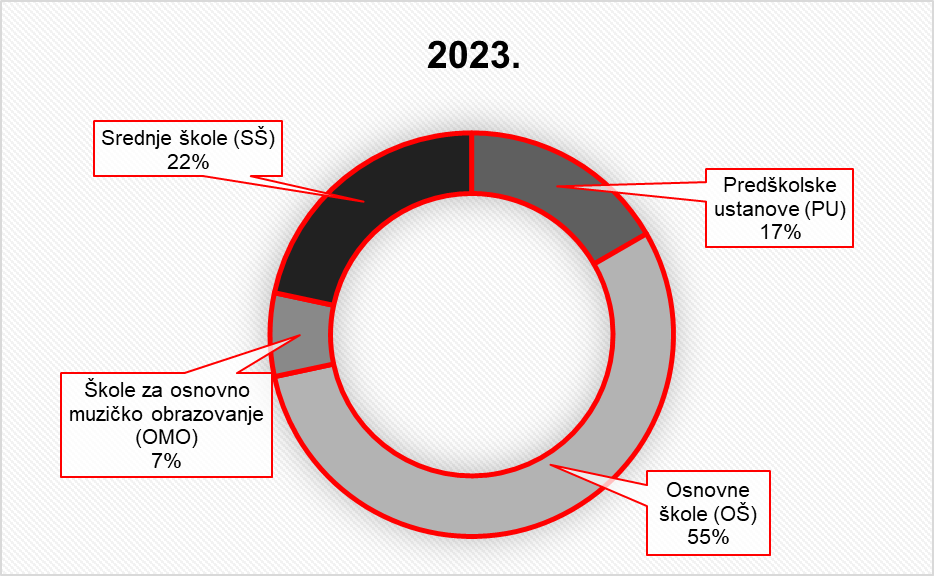 2023.
Srednje škole (SŠ)
22%
Predškolske
ustanove (PU)
17%
Škole za osnovno
muzičko obrazovanje
(OMO)
7%
Osnovne
škole (OŠ)
55%